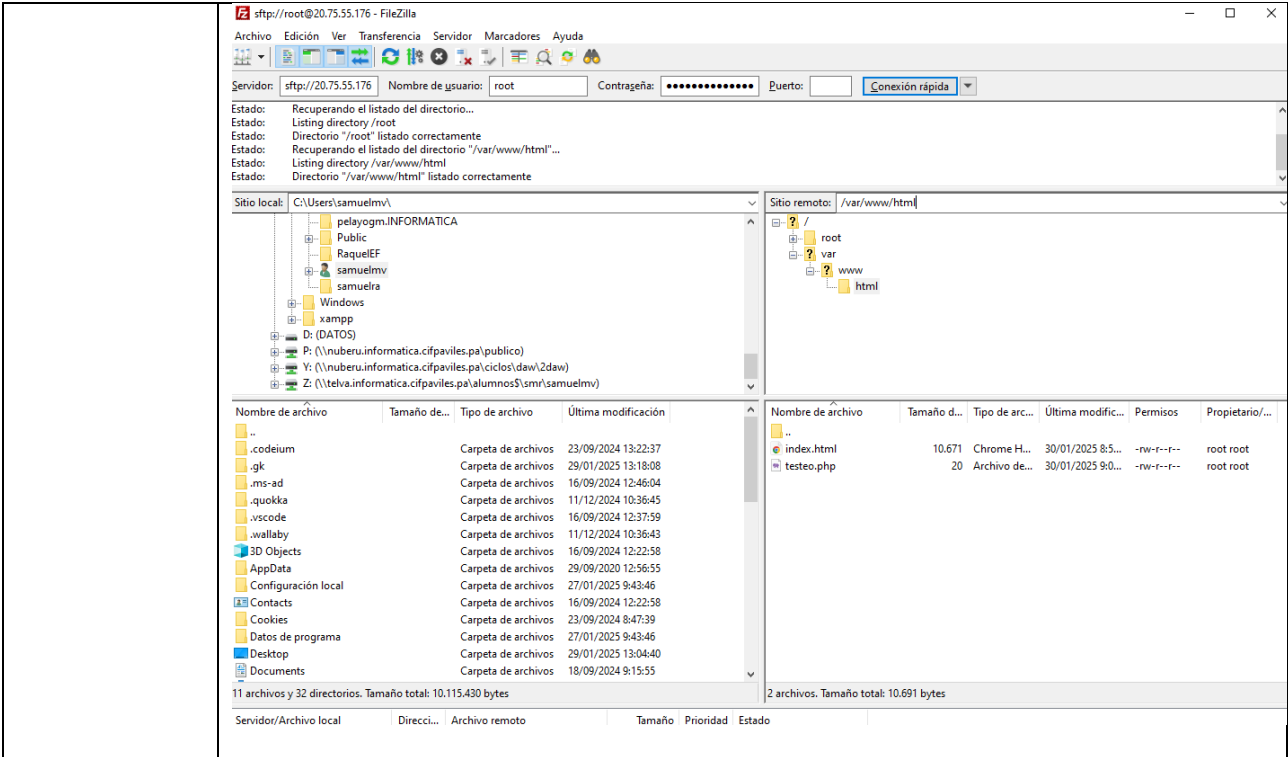 sftp://root@20.75.55.176 - FileZilla
Archivo Edición Ver Transferencia Servidor Marcadores Ayuda
Servidor: sftp://20.75.55.176 Nombre de usuario: root Contraseña: ●●●●●●●●●●●●●● Puerto: Conexión rápida
Estado: Recuperando el listado del directorio...
Estado: Listing directory /root
Estado: Directorio "/root" listado correctamente
Estado: Recuperando el listado del directorio "/var/www/html"...
Estado: Listing directory /var/www/html
Estado: Directorio "/var/www/html" listado correctamente
Sitio local: C:\Users\samuelmv\
pelayogm.INFORMATICA
Public
RaquelEF
samuelmv
samuelra
Windows
xampp
D: (DATOS)
P: (\\nuberu.informatica.cifpaviles.pa\publico)
Y: (\\nuberu.informatica.cifpaviles.pa\ciclos\daw\2daw)
Z: (\\telva.informatica.cifpaviles.pa\alumnos$\smr\samuelmv)
Sitio remoto: /var/www/html
/
root
var
www
html
Nombre de archivo Tamaño de... Tipo de archivo Última modificación
..
.codeium Carpeta de archivos 23/09/2024 13:22:37
.gk Carpeta de archivos 29/01/2025 13:18:08
.ms-ad Carpeta de archivos 16/09/2024 12:46:04
.quokka Carpeta de archivos 11/12/2024 10:36:45
.vscode Carpeta de archivos 16/09/2024 12:37:59
.wallaby Carpeta de archivos 11/12/2024 10:36:43
3D Objects Carpeta de archivos 16/09/2024 12:22:58
AppData Carpeta de archivos 29/09/2020 12:56:55
Configuración local Carpeta de archivos 27/01/2025 9:43:46
Contacts Carpeta de archivos 16/09/2024 12:22:58
Cookies Carpeta de archivos 23/09/2024 8:47:39
Datos de programa Carpeta de archivos 27/01/2025 9:43:46
Desktop Carpeta de archivos 29/01/2025 13:04:40
Documents Carpeta de archivos 18/09/2024 9:15:55
11 archivos y 32 directorios. Tamaño total: 10.115.430 bytes
Nombre de archivo Tamaño d... Tipo de arc... Última modific... Permisos Propietario/...
..
index.html 10.671 Chrome H... 30/01/2025 8:5... -rw-r--r-- root root
testeo.php 20 Archivo de... 30/01/2025 9:0... -rw-r--r-- root root
2 archivos. Tamaño total: 10.691 bytes
Servidor/Archivo local Direcci... Archivo remoto Tamaño Prioridad Estado